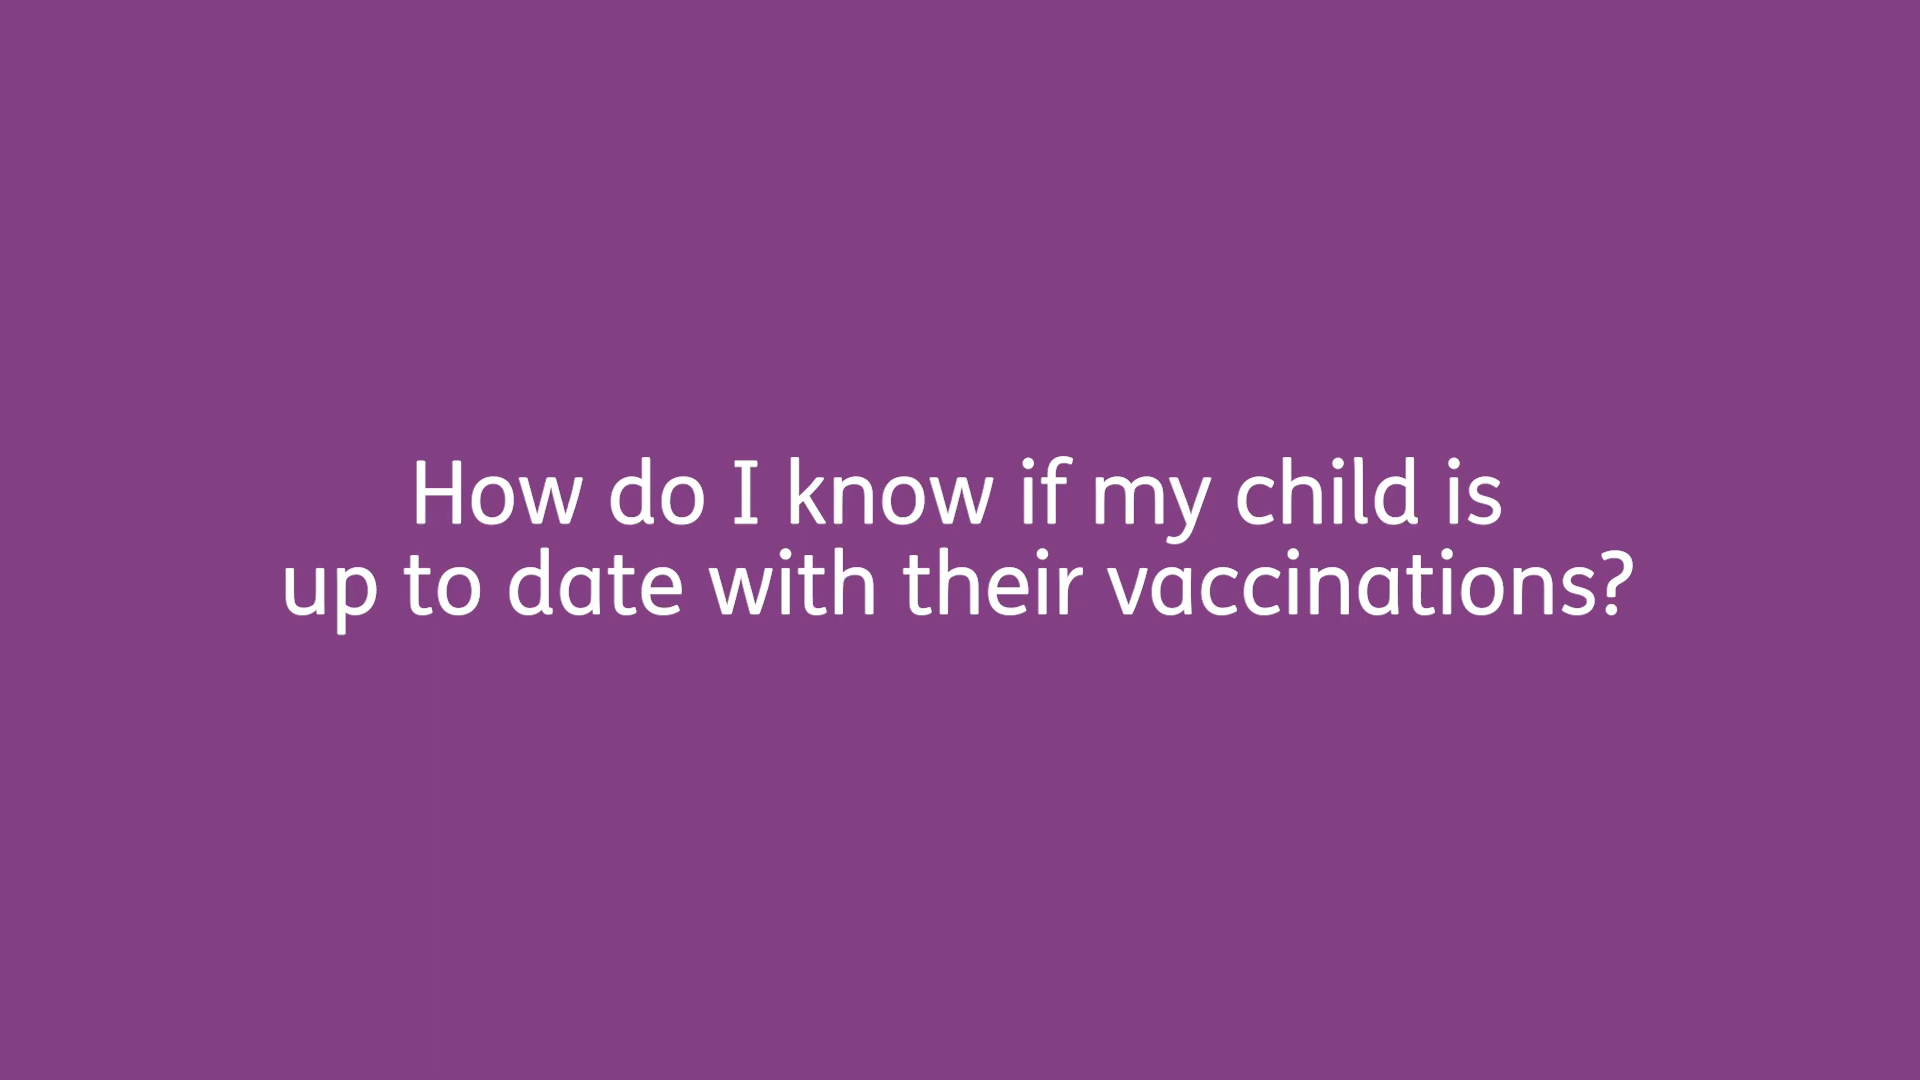 How do I know if my child is
up to date with their vaccinations?